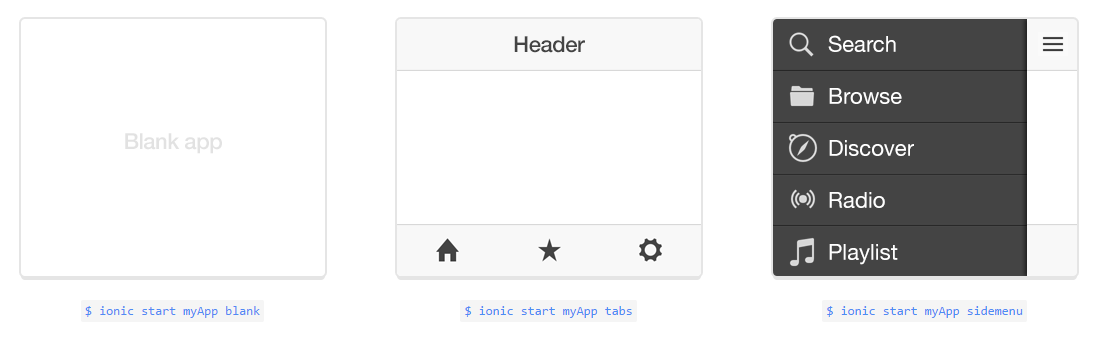 Blank app
$ ionic start myApp blank
Header
$ ionic start myApp tabs
Search
Browse
Discover
Radio
Playlist
$ ionic start myApp sidemenu